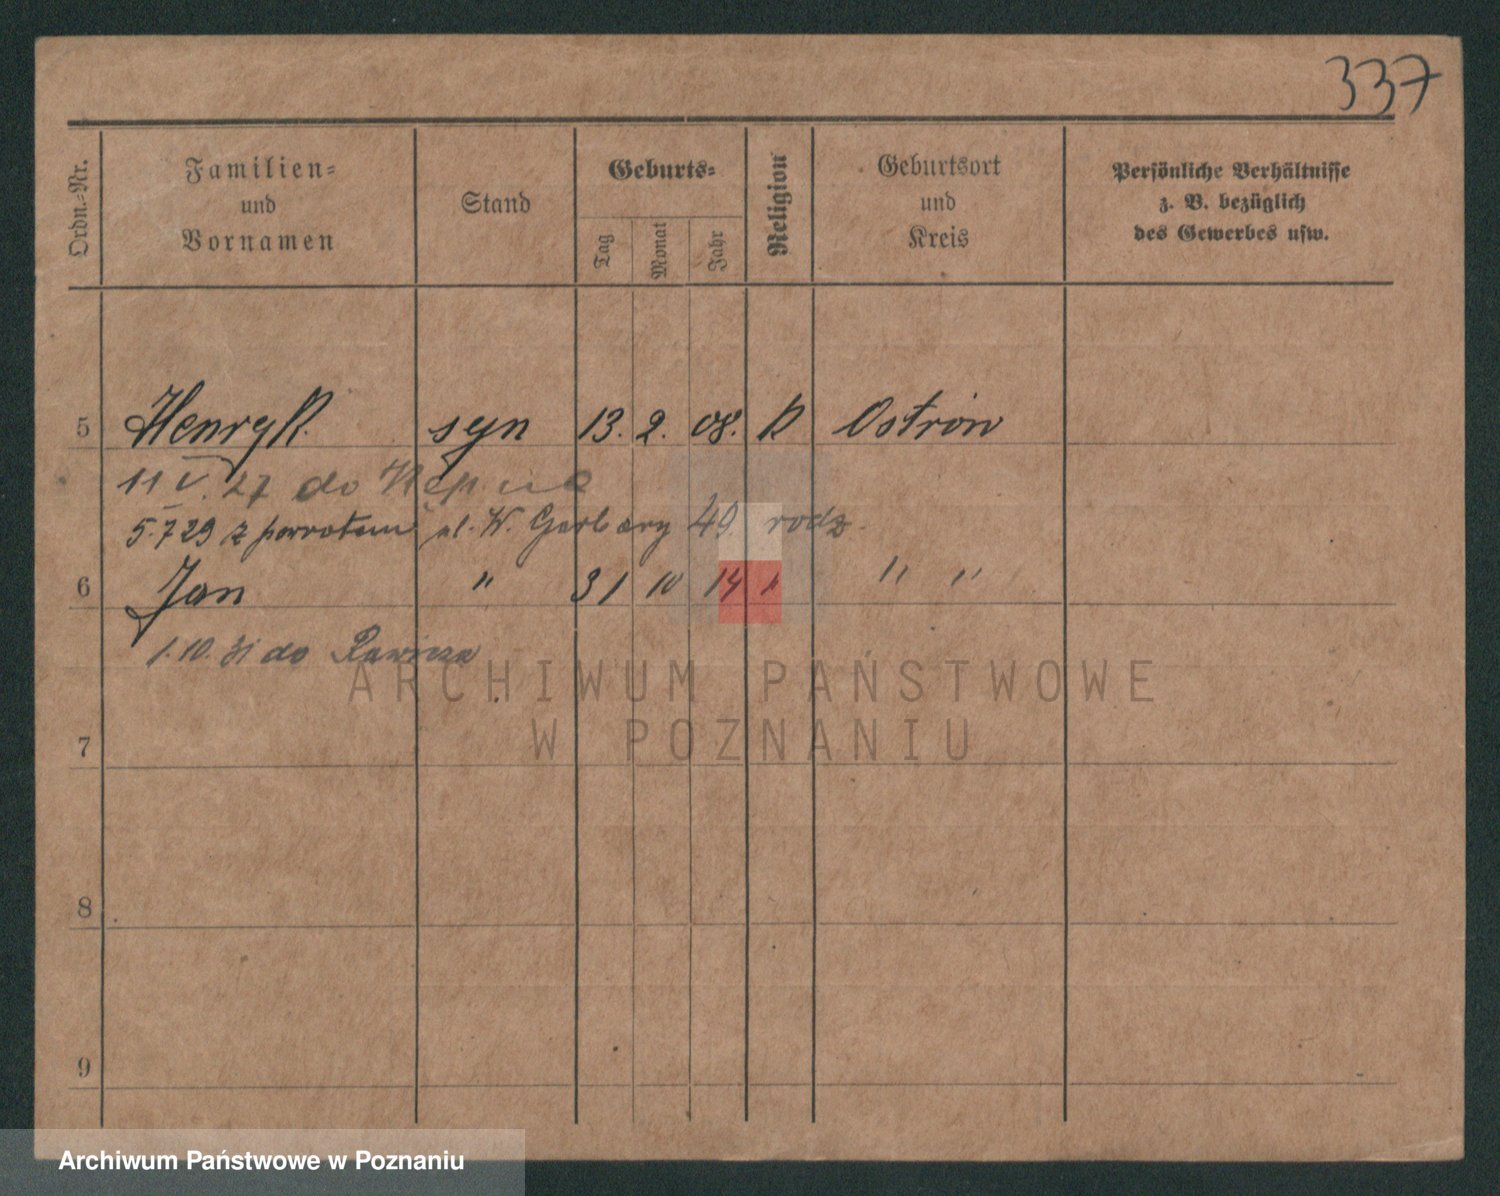 337
Ordn.-Nr.
Familien-
und
Vornamen
Stand
Geburts-
Tag
Monat
Jahr
Religion
Geburtsort
und
Kreis
Persönliche Verhältnisse
z. B. bezüglich
des Gewerbes usw.
5 Henryk syn 13. 2. 08. K Ostrów
11 V. 27 do Kępna
5.7 29 z powrotem ul. W. Garbary 49. rodz.
6 Jan " 31 10 14 " " "
1.10.31 do Rawicza
7
8
9
ARCHIWUM PAŃSTWOWE
W POZNANIU
Archiwum Państwowe w Poznaniu